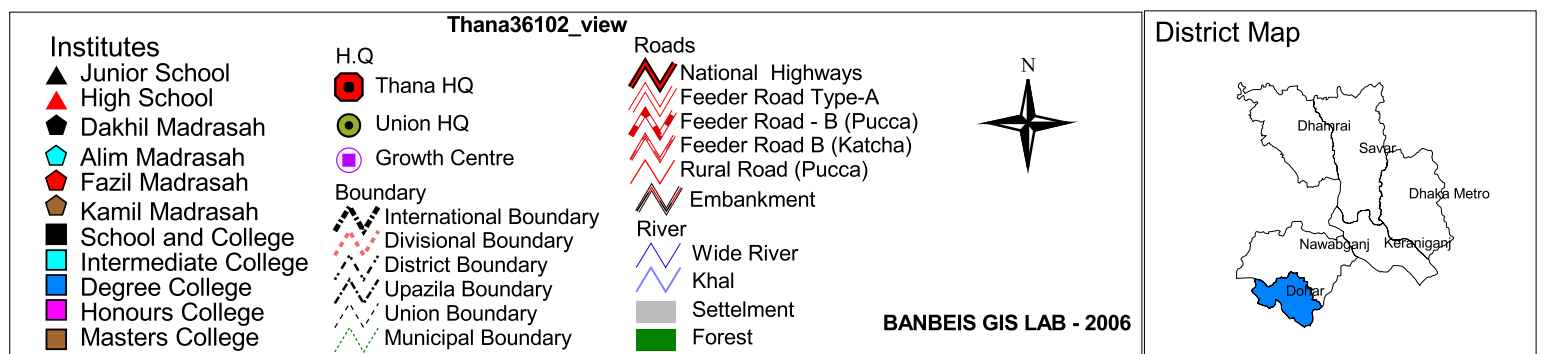 Thana36102_view
Institutes
Junior School
High School
Dakhil Madrasah
Alim Madrasah
Fazil Madrasah
Kamil Madrasah
School and College
Intermediate College
Degree College
Honours College
Masters College
H.Q
Thana HQ
Union HQ
Growth Centre
Boundary
International Boundary
Divisional Boundary
District Boundary
Upazila Boundary
Union Boundary
Municipal Boundary
Roads
National Highways
Feeder Road Type-A
Feeder Road - B (Pucca)
Feeder Road B (Katcha)
Rural Road (Pucca)
Embankment
River
Wide River
Khal
Settelment
Forest
N
BANBEIS GIS LAB - 2006
District Map
Dhamrai
Savar
Dhaka Metro
Nawabganj
Keraniganj
Dohar